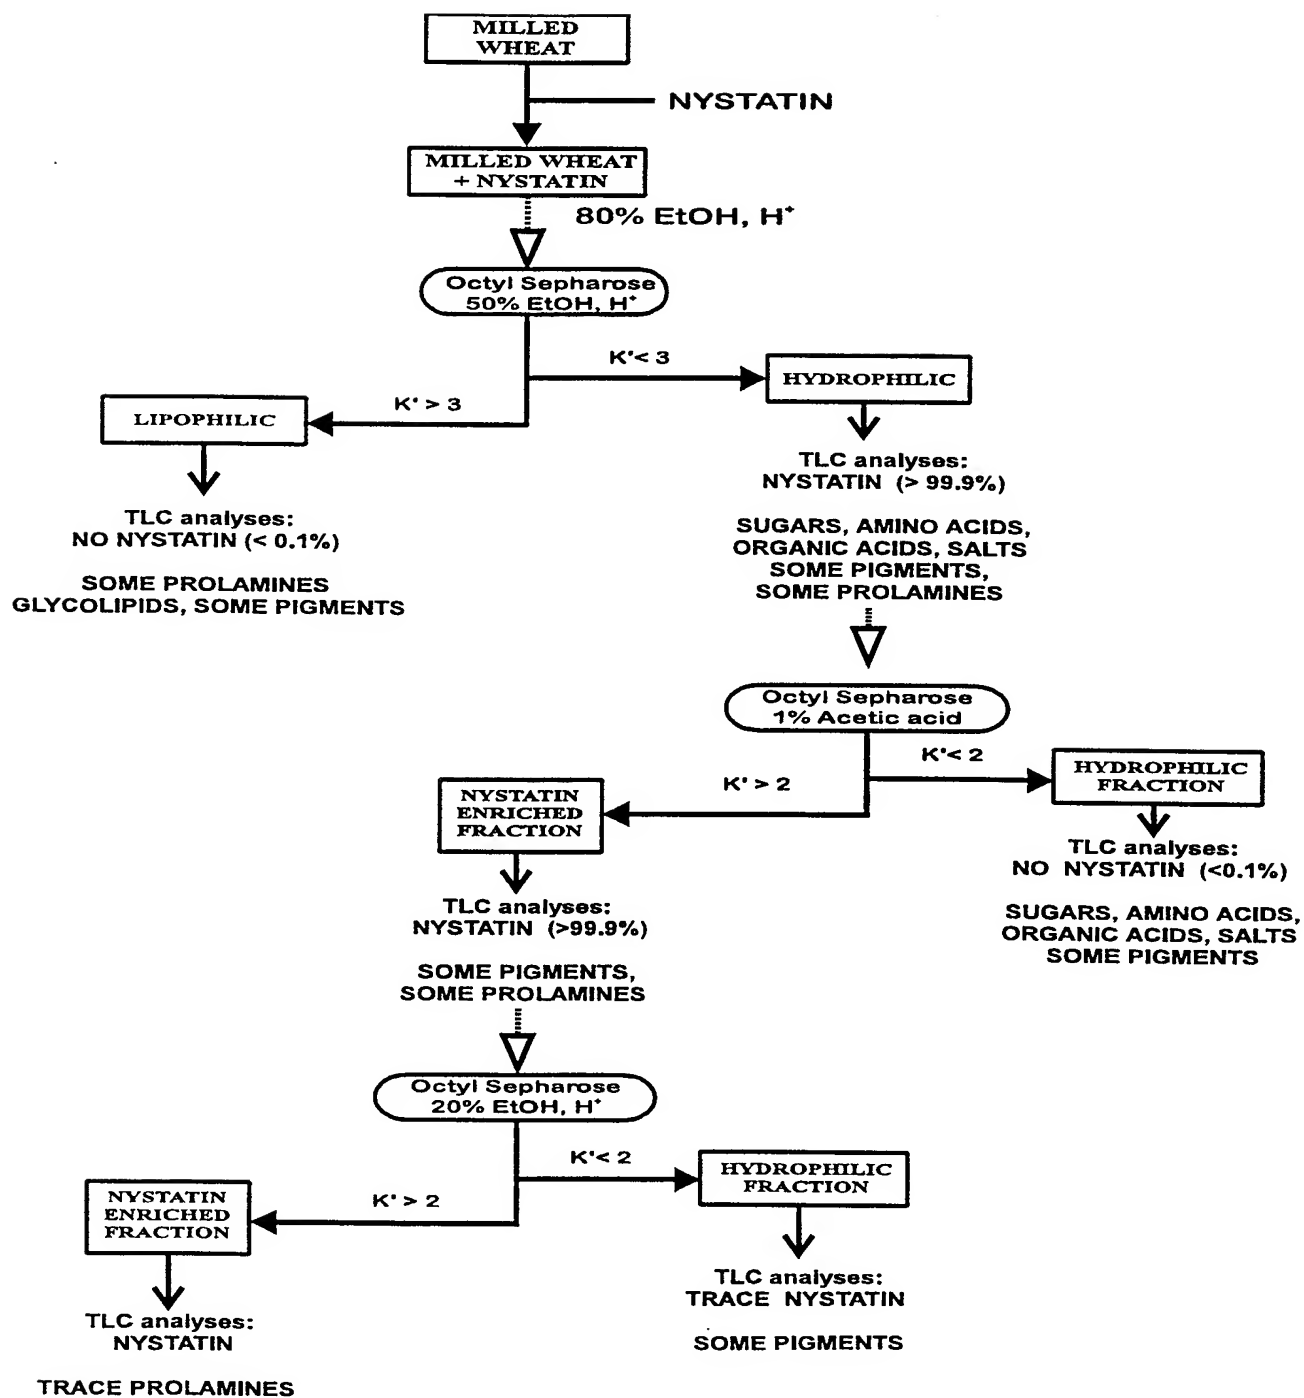 MILLED
WHEAT
NYSTATIN
MILLED WHEAT
+ NYSTATIN
80% EtOH, H+
Octyl Sepharose
50% EtOH, H+
K'< 3
HYDROPHILIC
K' > 3
LIPOPHILIC
TLC analyses:
NYSTATIN (> 99.9%)
SUGARS, AMINO ACIDS,
ORGANIC ACIDS, SALTS
SOME PIGMENTS,
SOME PROLAMINES
TLC analyses:
NO NYSTATIN (< 0.1%)
SOME PROLAMINES
GLYCOLIPIDS, SOME PIGMENTS
Octyl Sepharose
1% Acetic acid
K'< 2
HYDROPHILIC
FRACTION
K' > 2
NYSTATIN
ENRICHED
FRACTION
TLC analyses:
NO NYSTATIN (<0.1%)
SUGARS, AMINO ACIDS,
ORGANIC ACIDS, SALTS
SOME PIGMENTS
TLC analyses:
NYSTATIN (>99.9%)
SOME PIGMENTS,
SOME PROLAMINES
Octyl Sepharose
20% EtOH, H+
K'< 2
HYDROPHILIC
FRACTION
K' > 2
NYSTATIN
ENRICHED
FRACTION
TLC analyses:
TRACE NYSTATIN
SOME PIGMENTS
TLC analyses:
NYSTATIN
TRACE PROLAMINES